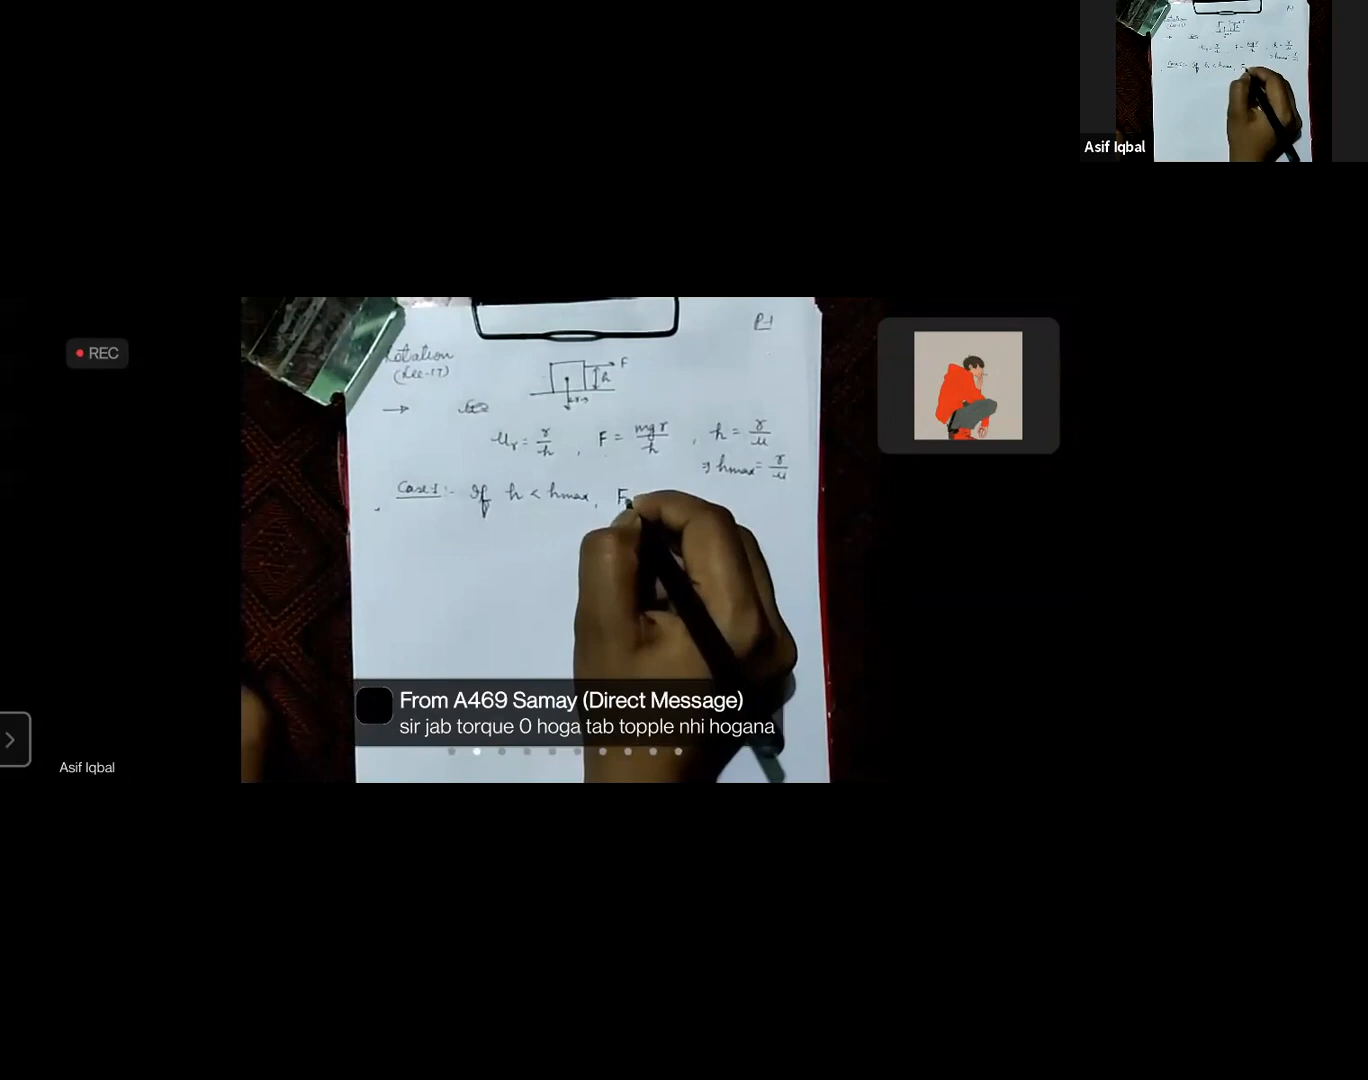 Asif Iqbal
REC
P-1
Rotation
(Lec-17)
F
h
r
→
μr = r/h , F = mgr/h , h = r/μ
⇒ hmax = r/μ
Case 1:- If h < hmax, F
From A469 Samay (Direct Message)
sir jab torque 0 hoga tab topple nhi hogana
Asif Iqbal